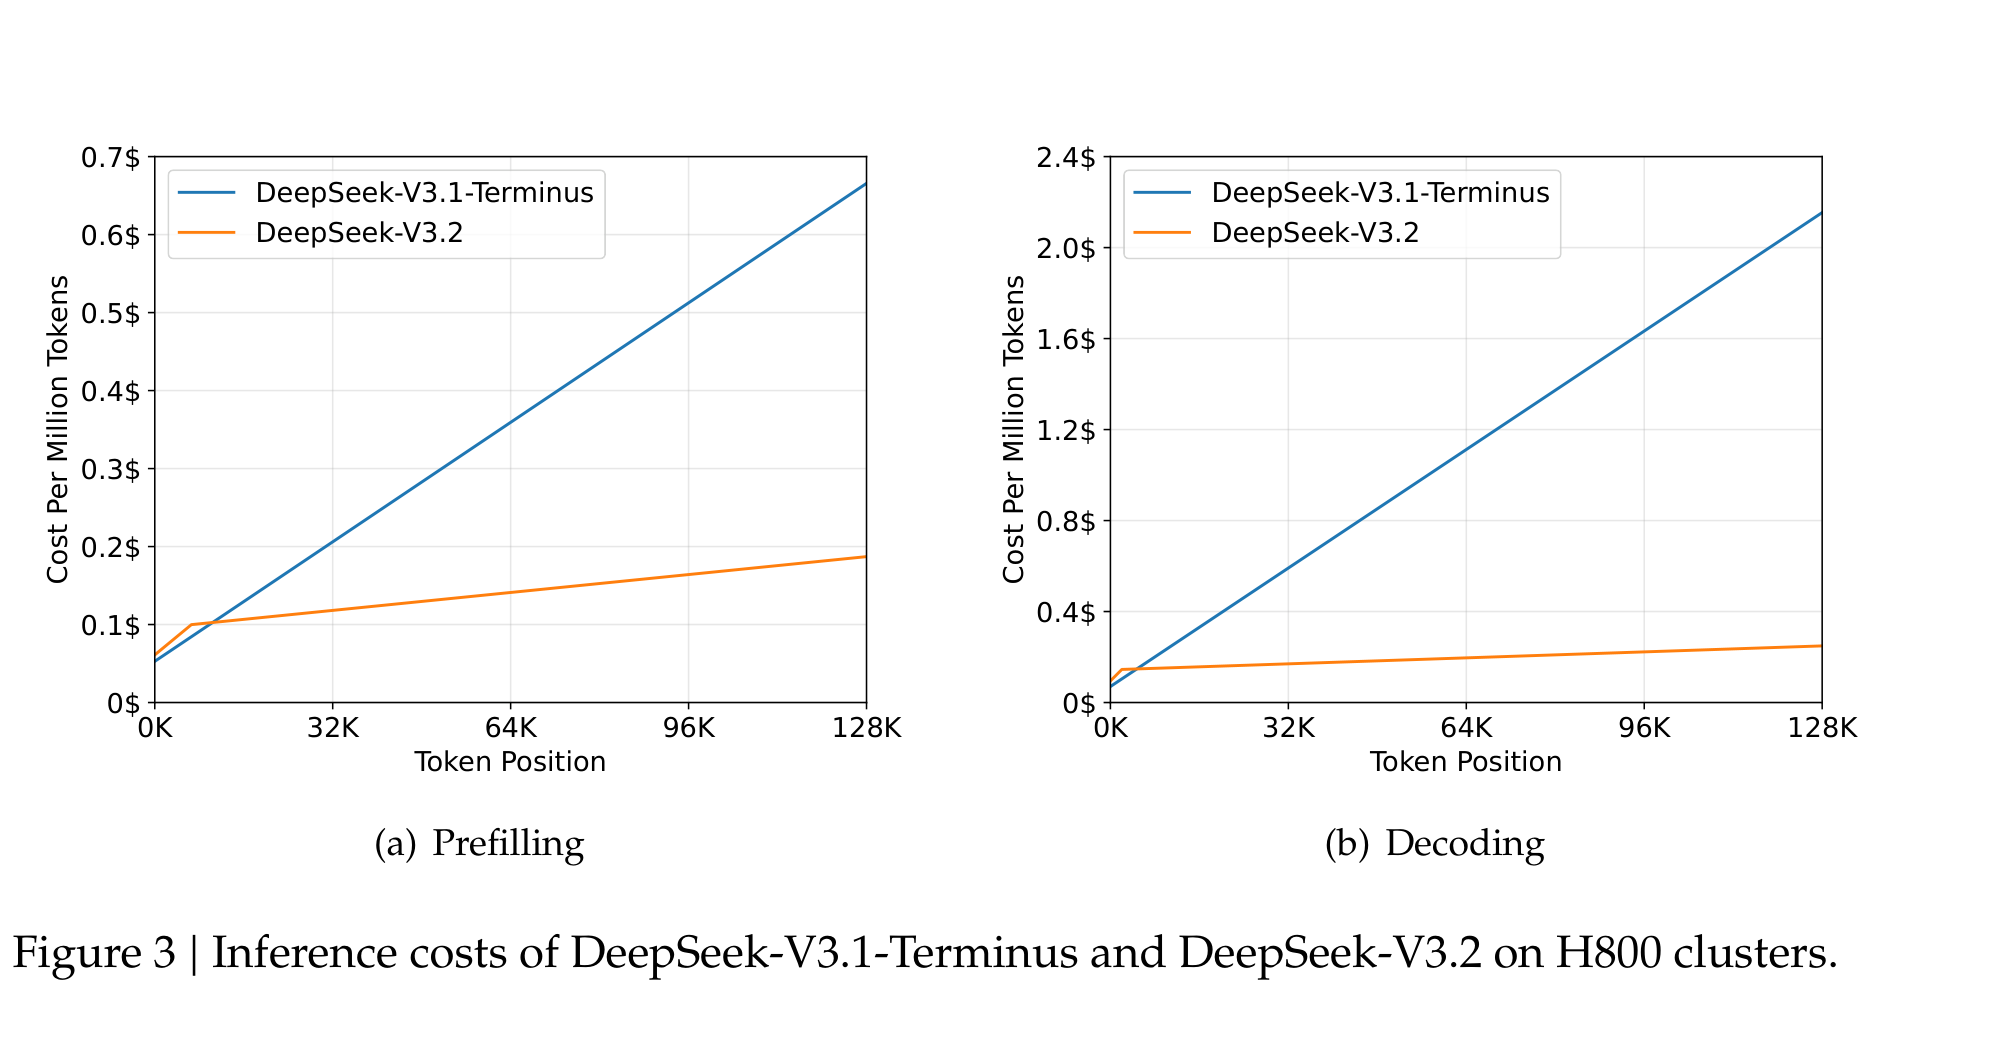 0.7$
0.6$
0.5$
0.4$
0.3$
0.2$
0.1$
0$
Cost Per Million Tokens
DeepSeek-V3.1-Terminus
DeepSeek-V3.2
0K 32K 64K 96K 128K
Token Position
(a) Prefilling
2.4$
2.0$
1.6$
1.2$
0.8$
0.4$
0$
Cost Per Million Tokens
DeepSeek-V3.1-Terminus
DeepSeek-V3.2
0K 32K 64K 96K 128K
Token Position
(b) Decoding
Figure 3 | Inference costs of DeepSeek-V3.1-Terminus and DeepSeek-V3.2 on H800 clusters.